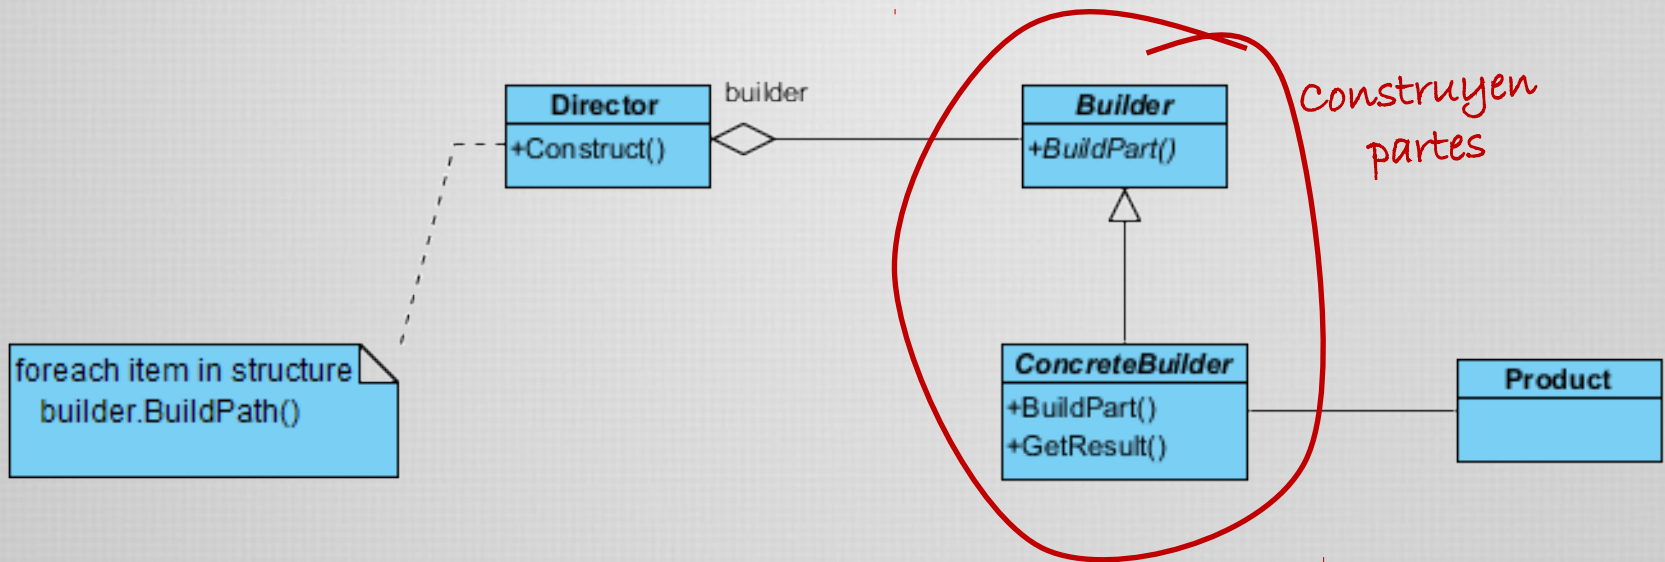 builder
Director
+Construct()
Builder
+BuildPart()
Construyen
partes
foreach item in structure
builder.BuildPath()
ConcreteBuilder
+BuildPart()
+GetResult()
Product